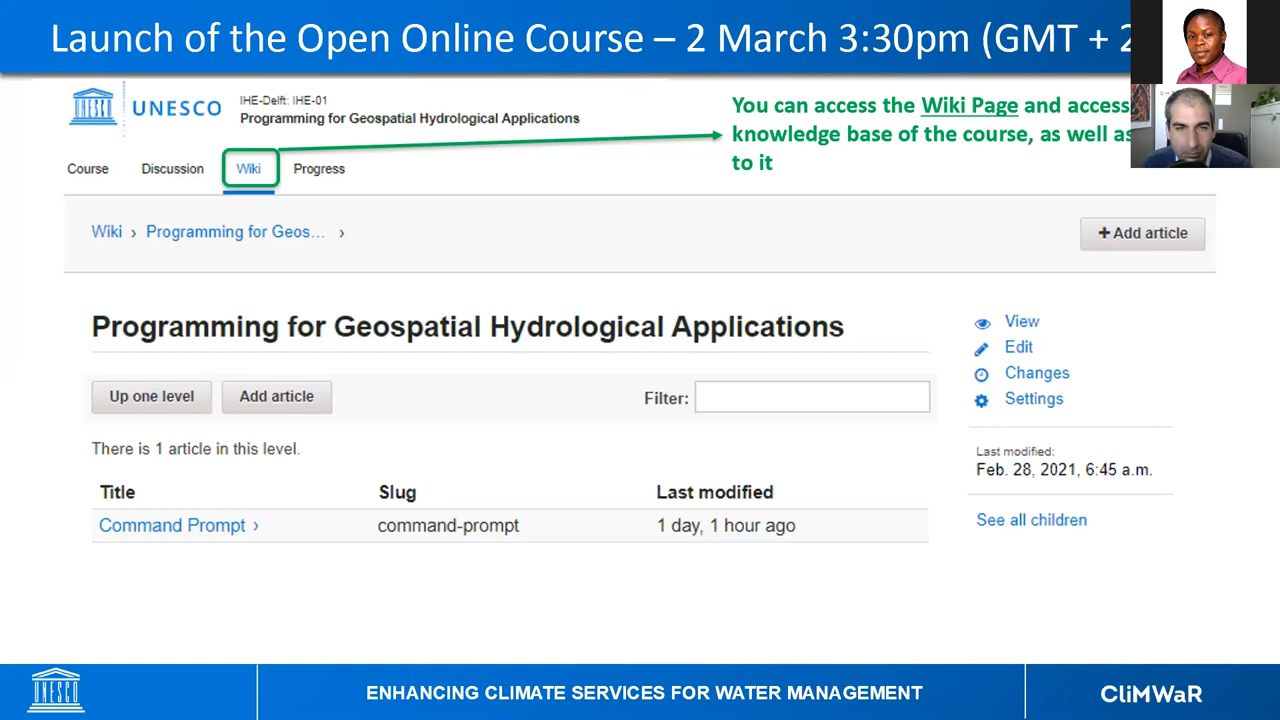 Launch of the Open Online Course – 2 March 3:30pm (GMT + 2
UNESCO
UNESCO
IHE-Delft: IHE-01
Programming for Geospatial Hydrological Applications
You can access the Wiki Page and access
knowledge base of the course, as well as
to it
Course Discussion Wiki Progress
Wiki › Programming for Geos… ›
+ Add article
Programming for Geospatial Hydrological Applications
View
Edit
Changes
Settings
Up one level Add article Filter:
There is 1 article in this level.
Last modified:
Feb. 28, 2021, 6:45 a.m.
Title Slug Last modified
Command Prompt › command-prompt 1 day, 1 hour ago
See all children
UNESCO
ENHANCING CLIMATE SERVICES FOR WATER MANAGEMENT
CliMWaR